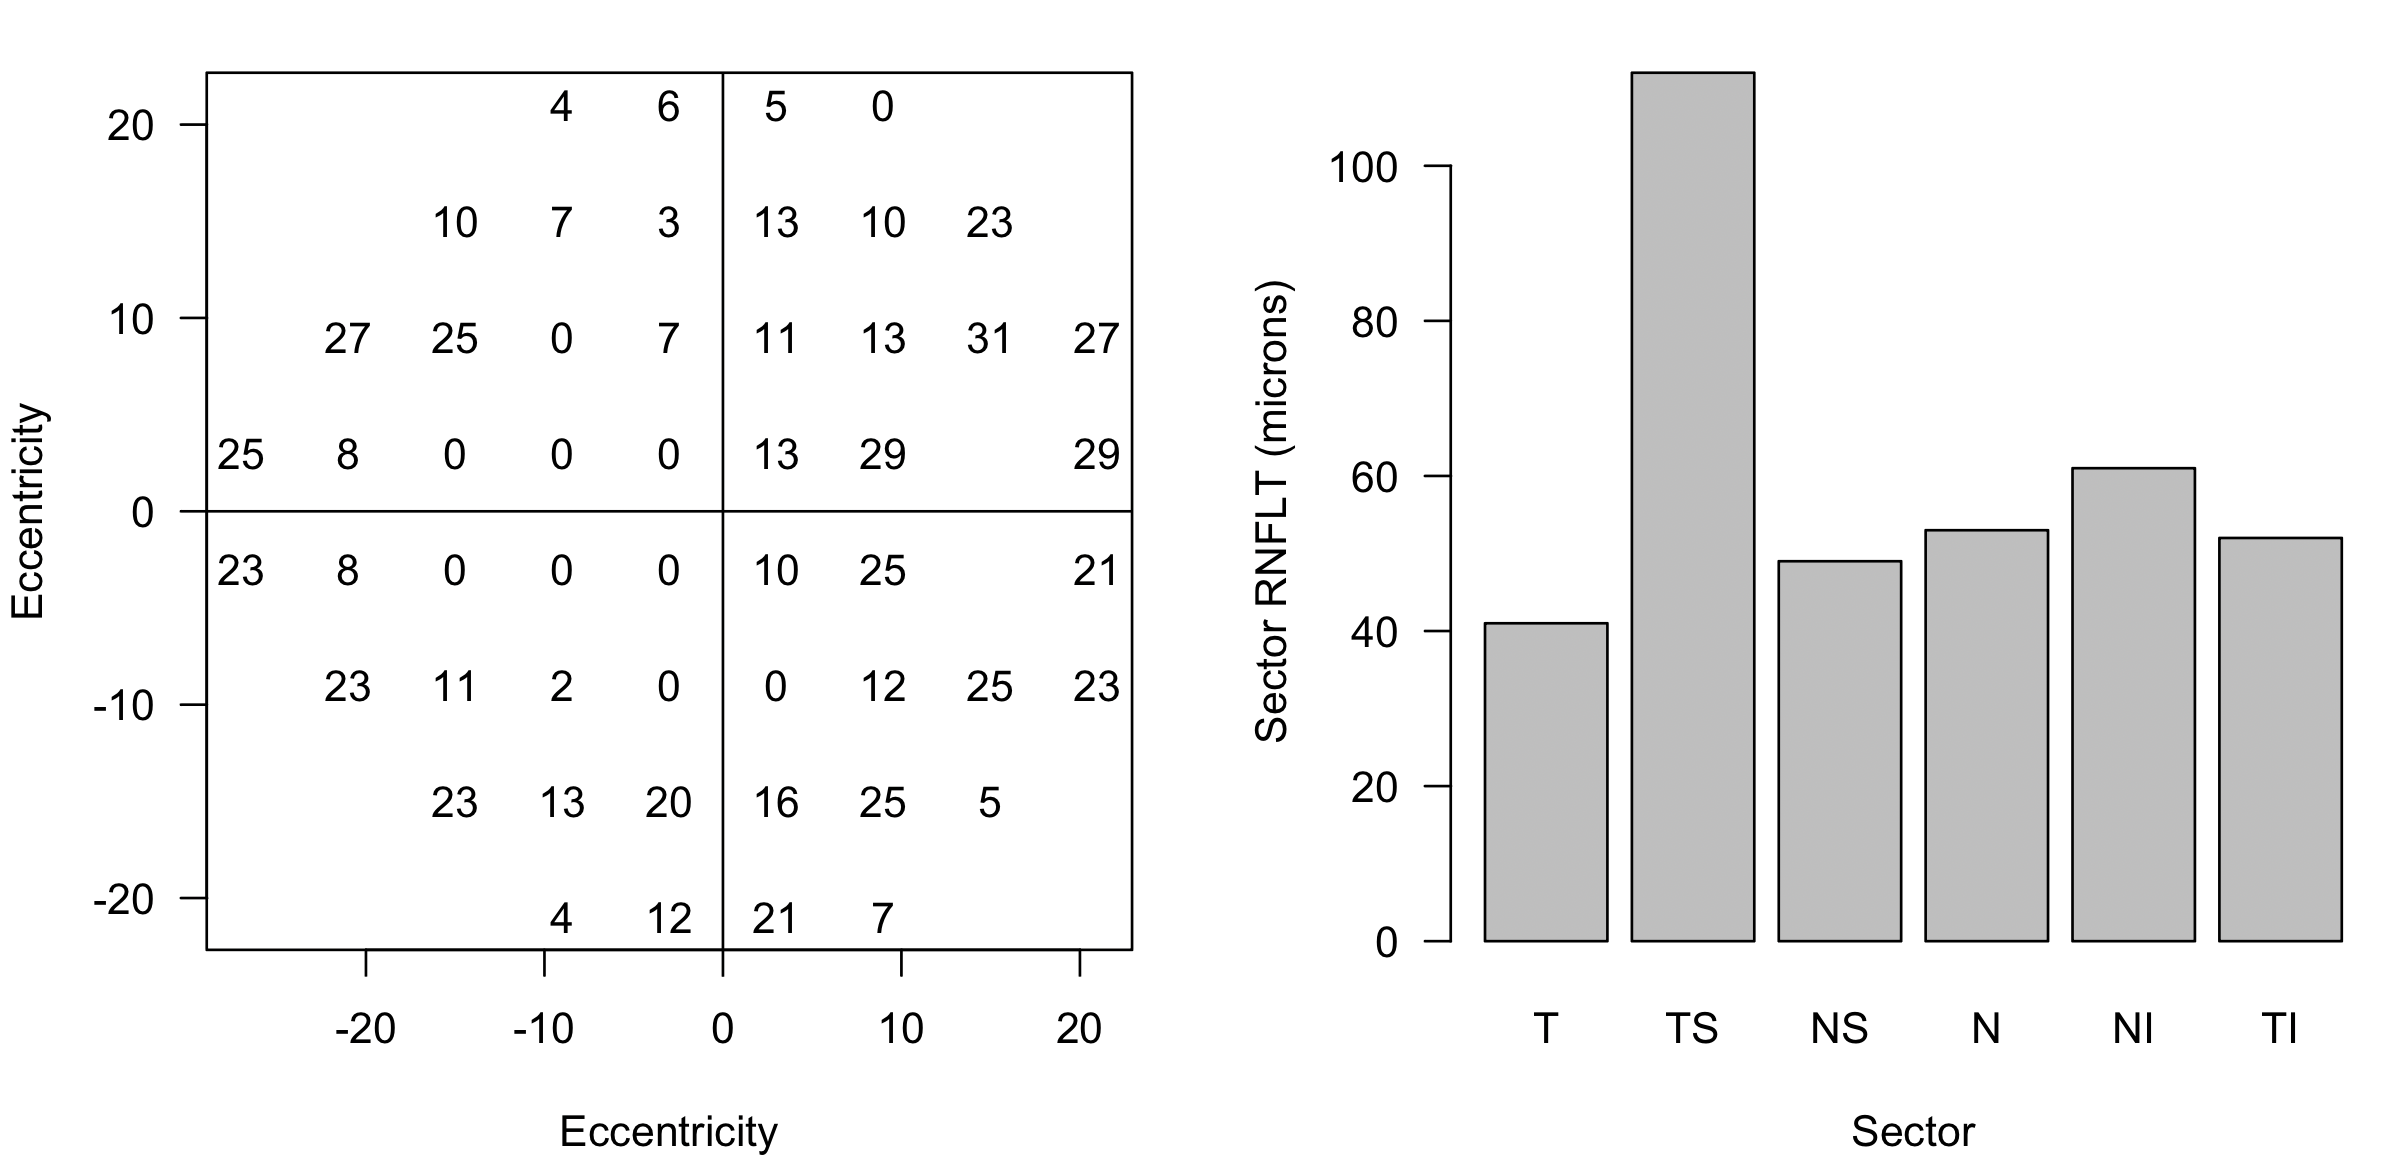 4 6 5 0
20
10 7 3 13 10 23
10
27 25 0 7 11 13 31 27
25 8 0 0 0 13 29 29
0
23 8 0 0 0 10 25 21
23 11 2 0 0 12 25 23
-10
23 13 20 16 25 5
-20
4 12 21 7
-20 -10 0 10 20
Eccentricity
Eccentricity
100
80
60
40
20
0
Sector RNFLT (microns)
T TS NS N NI TI
Sector